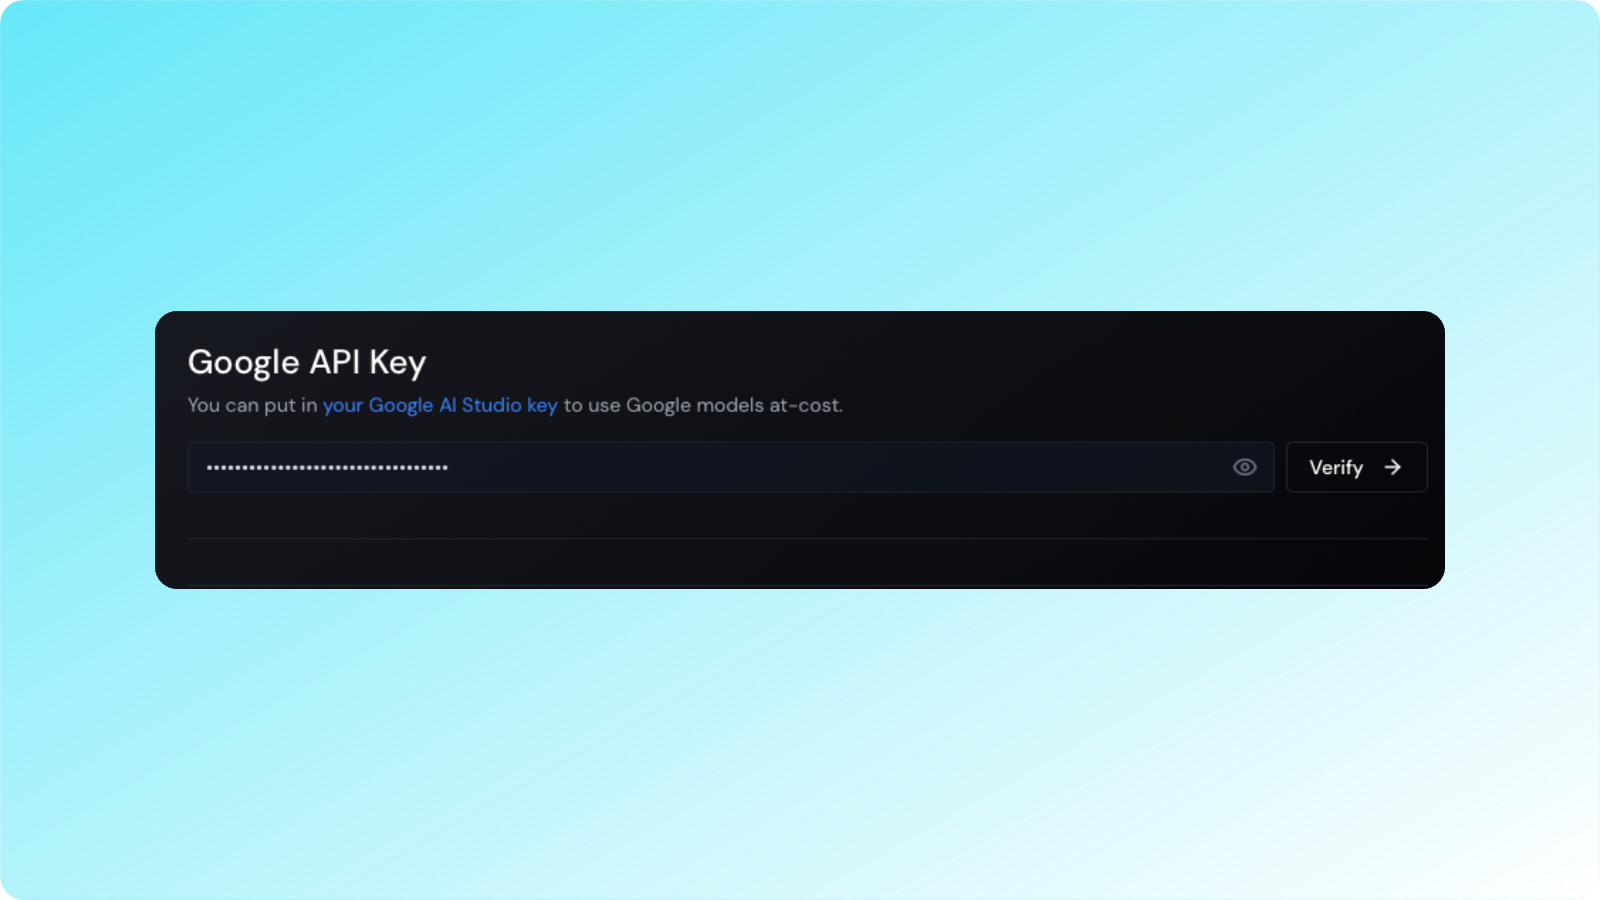 Google API Key
You can put in your Google AI Studio key to use Google models at-cost.
••••••••••••••••••••••••••••••••••
Verify →